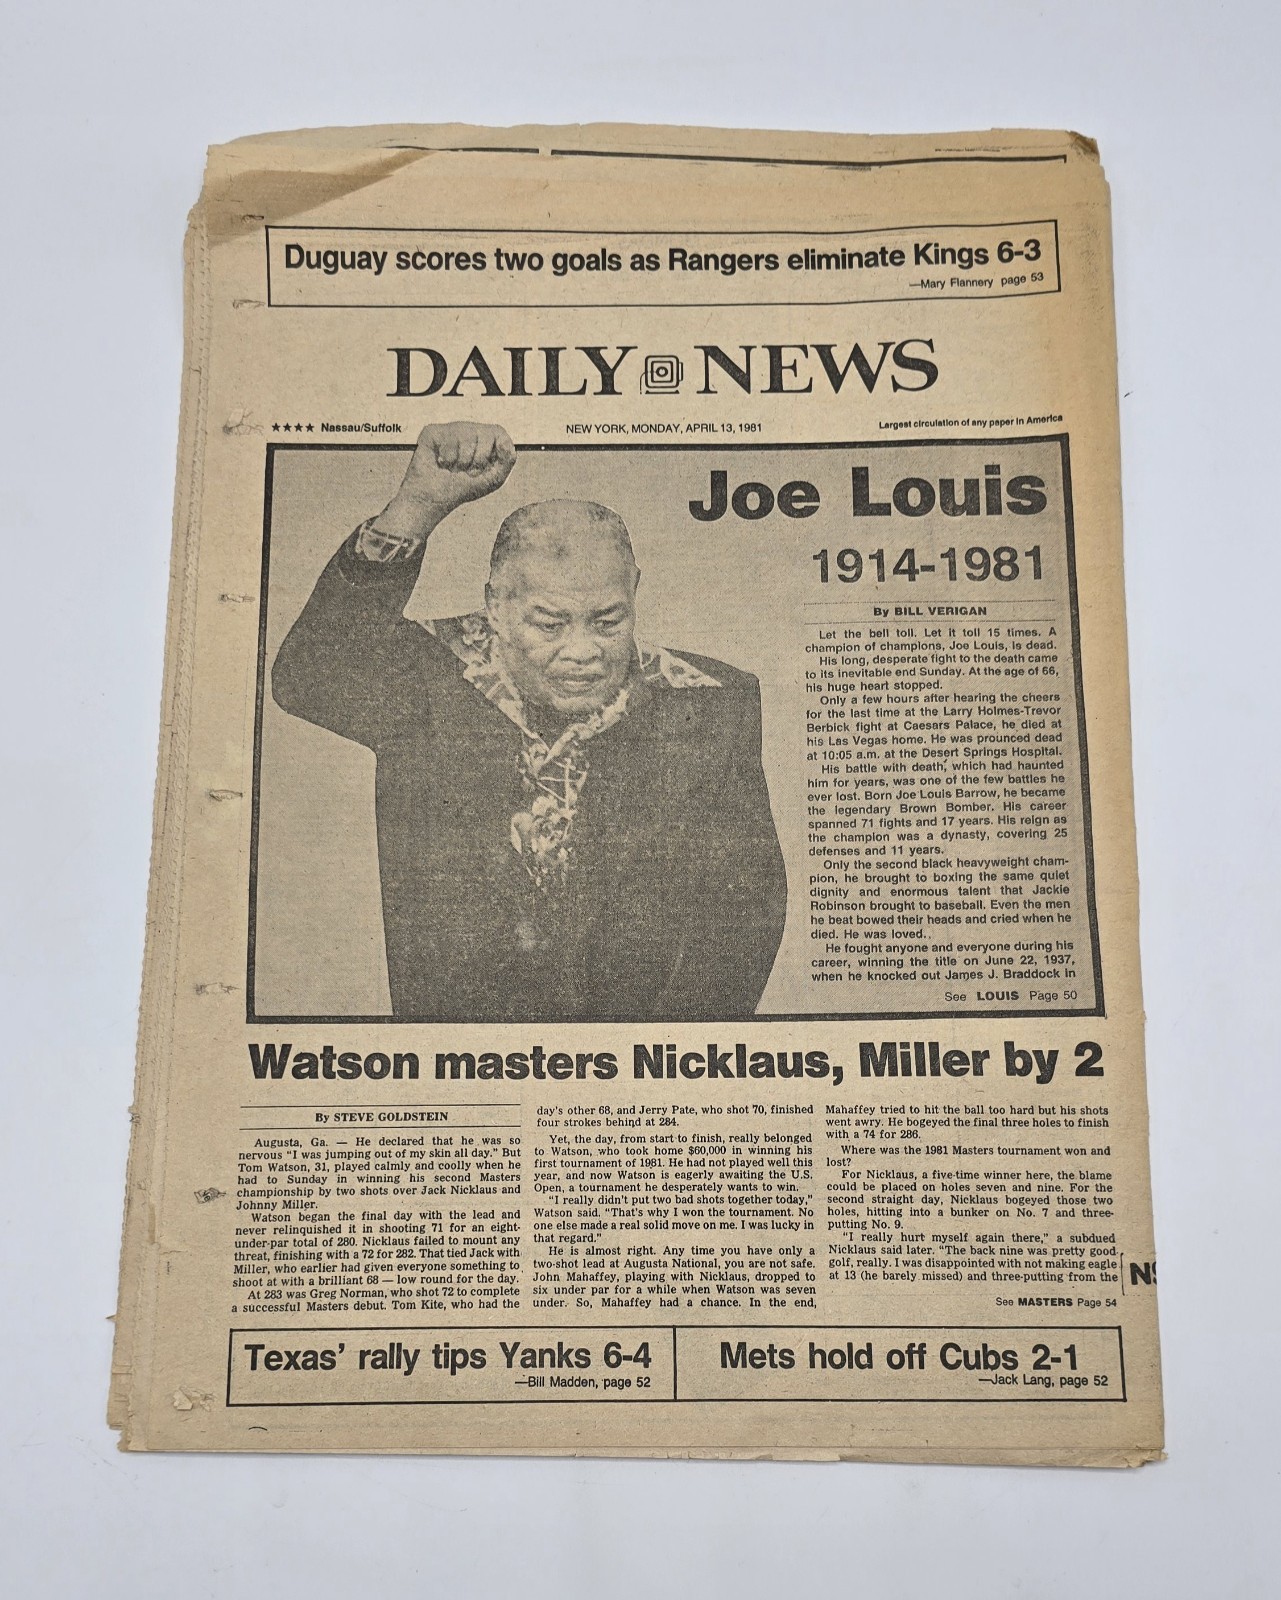 Duguay scores two goals as Rangers eliminate Kings 6-3
—Mary Flannery page 53
DAILY NEWS
★★★★ Nassau/Suffolk
NEW YORK, MONDAY, APRIL 13, 1981
Largest circulation of any paper in America
Joe Louis
1914-1981
By BILL VERIGAN
Let the bell toll. Let it toll 15 times. A
champion of champions, Joe Louis, is dead.
His long, desperate fight to the death came
to its inevitable end Sunday. At the age of 66,
his huge heart stopped.
Only a few hours after hearing the cheers
for the last time at the Larry Holmes-Trevor
Berbick fight at Caesars Palace, he died at
his Las Vegas home. He was prounced dead
at 10:05 a.m. at the Desert Springs Hospital.
His battle with death, which had haunted
him for years, was one of the few battles he
ever lost. Born Joe Louis Barrow, he became
the legendary Brown Bomber. His career
spanned 71 fights and 17 years. His reign as
the champion was a dynasty, covering 25
defenses and 11 years.
Only the second black heavyweight cham-
pion, he brought to boxing the same quiet
dignity and enormous talent that Jackie
Robinson brought to baseball. Even the men
he beat bowed their heads and cried when he
died. He was loved.
He fought anyone and everyone during his
career, winning the title on June 22, 1937,
when he knocked out James J. Braddock in
See LOUIS Page 50
Watson masters Nicklaus, Miller by 2
By STEVE GOLDSTEIN
Augusta, Ga. — He declared that he was so
nervous "I was jumping out of my skin all day." But
Tom Watson, 31, played calmly and coolly when he
had to Sunday in winning his second Masters
championship by two shots over Jack Nicklaus and
Johnny Miller.
Watson began the final day with the lead and
never relinquished it in shooting 71 for an eight-
under-par total of 280. Nicklaus failed to mount any
threat, finishing with a 72 for 282. That tied Jack with
Miller, who earlier had given everyone something to
shoot at with a brilliant 68 — low round for the day.
At 283 was Greg Norman, who shot 72 to complete
a successful Masters debut. Tom Kite, who had the
day's other 68, and Jerry Pate, who shot 70, finished
four strokes behind at 284.
Yet, the day, from start to finish, really belonged
to Watson, who took home $60,000 in winning his
first tournament of 1981. He had not played well this
year, and now Watson is eagerly awaiting the U.S.
Open, a tournament he desperately wants to win.
"I really didn't put two bad shots together today,"
Watson said. "That's why I won the tournament. No
one else made a real solid move on me. I was lucky in
that regard."
He is almost right. Any time you have only a
two-shot lead at Augusta National, you are not safe.
John Mahaffey, playing with Nicklaus, dropped to
six under par for a while when Watson was seven
under. So, Mahaffey had a chance. In the end,
Mahaffey tried to hit the ball too hard but his shots
went awry. He bogeyed the final three holes to finish
with a 74 for 286.
Where was the 1981 Masters tournament won and
lost?
For Nicklaus, a five-time winner here, the blame
could be placed on holes seven and nine. For the
second straight day, Nicklaus bogeyed those two
holes, hitting into a bunker on No. 7 and three-
putting No. 9.
"I really hurt myself again there," a subdued
Nicklaus said later. "The back nine was pretty good
golf, really. I was disappointed with not making eagle
at 13 (he barely missed) and three-putting from the
See MASTERS Page 54
Texas' rally tips Yanks 6-4
—Bill Madden, page 52
Mets hold off Cubs 2-1
—Jack Lang, page 52